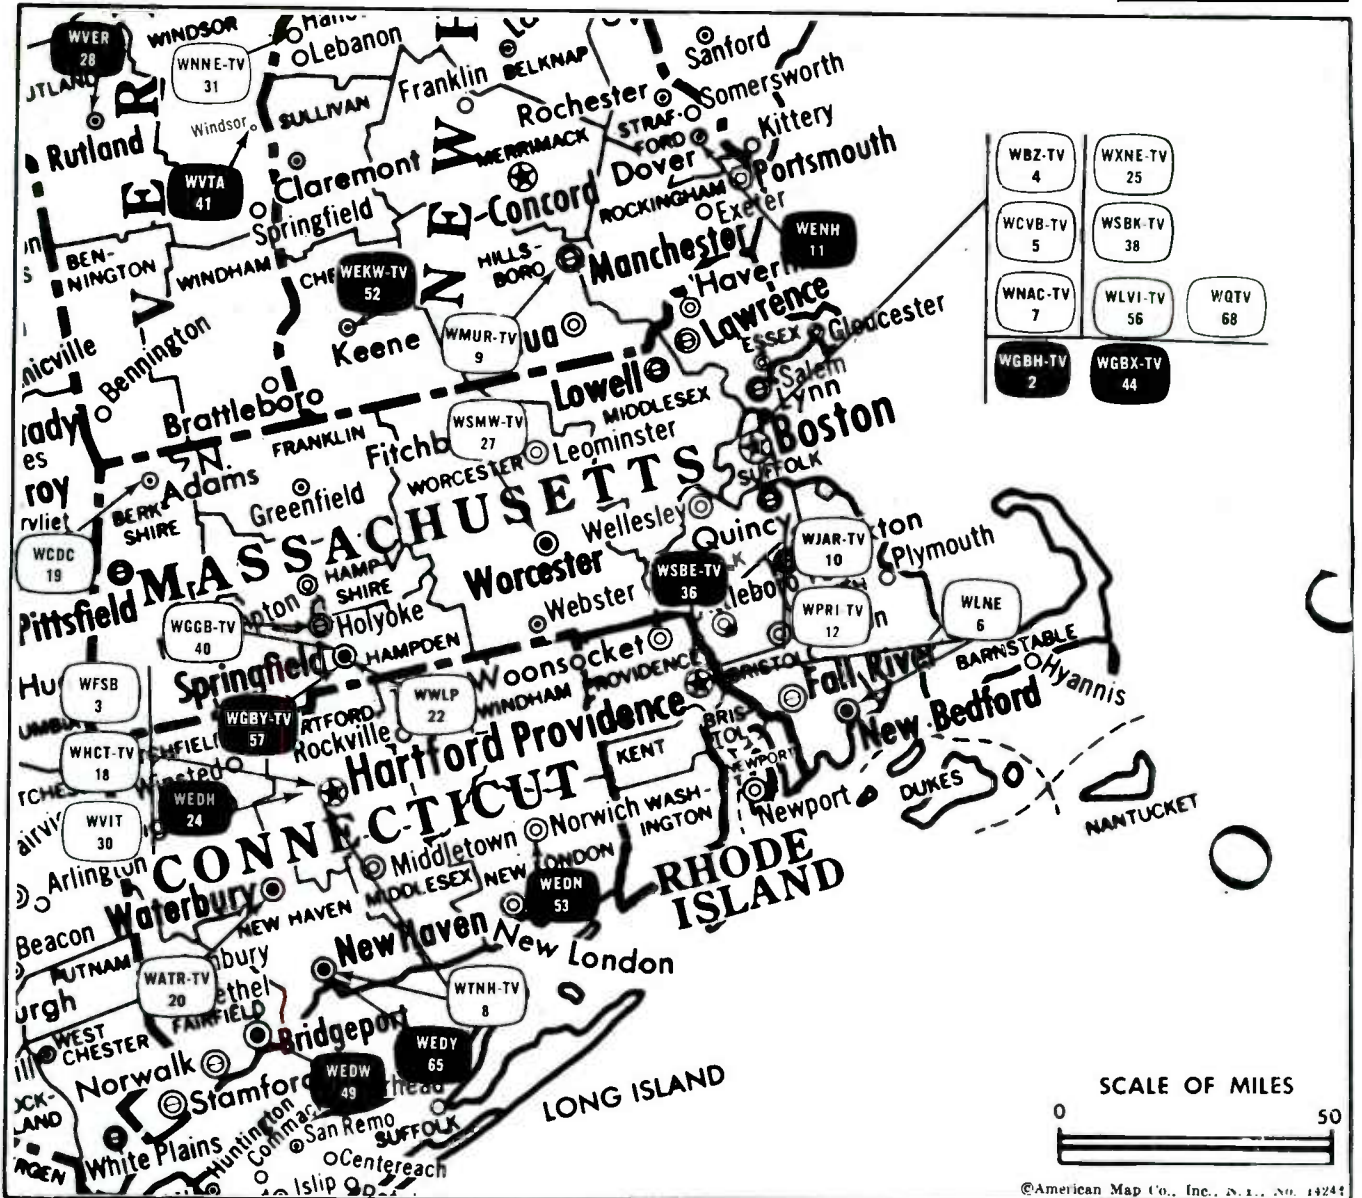 WVER
28
WINDSOR
WNNE-TV
31
Lebanon
Franklin
BELKNAP
Sanford
Rochester
Somersworth
Windsor
SULLIVAN
MERRIMACK
STRAF-
FORD
Kittery
Rutland
WVTA
41
Claremont
Springfield
Concord
Dover
Portsmouth
ROCKINGHAM
Exeter
WENH
11
WBZ-TV
4
WXNE-TV
25
WCVB-TV
5
WSBK-TV
38
WNAC-TV
7
WLVI-TV
56
WQTV
68
WGBH-TV
2
WGBX-TV
44
BEN-
NINGTON
WINDHAM
WEKW-TV
52
HILLS-
BORO
Manchester
Lawrence
ESSEX
Gloucester
Keene
WMUR-TV
9
Bennington
Brattleboro
Lowell
MIDDLESEX
Salem
Lynn
Boston
SUFFOLK
FRANKLIN
WSMW-TV
27
Leominster
WORCESTER
N.
Adams
BERK-
SHIRE
Greenfield
MASSACHUSETTS
Wellesley
Quincy
WCDC
19
WJAR-TV
10
Plymouth
Pittsfield
HAMP-
SHIRE
Worcester
WSBE-TV
36
WPRI-TV
12
WLNE
6
WGGB-TV
40
Holyoke
Webster
HAMPDEN
Springfield
Woonsocket
PROVIDENCE
BRISTOL
Fall River
BARNSTABLE
Hyannis
WFSB
3
WGBY-TV
57
WWLP
22
WINDHAM
Rockville
New Bedford
WHCT-TV
18
Winsted
Hartford
Providence
KENT
BRIS-
TOL
NEWPORT
Newport
DUKES
NANTUCKET
WEDH
24
WVIT
30
CONNECTICUT
Norwich
WASH-
INGTON
Middletown
MIDDLESEX
NEW LONDON
RHODE
ISLAND
Arlington
Waterbury
NEW HAVEN
WEDN
53
Beacon
PUTNAM
New Haven
New London
WATR-TV
20
FAIRFIELD
WTNH-TV
8
WEST
CHESTER
Bridgeport
WEDY
65
Norwalk
WEDW
49
Stamford
LONG ISLAND
White Plains
Huntington
San Remo
SUFFOLK
Centereach
Islip
SCALE OF MILES
0
50
©American Map Co., Inc., N.Y., No. 14244